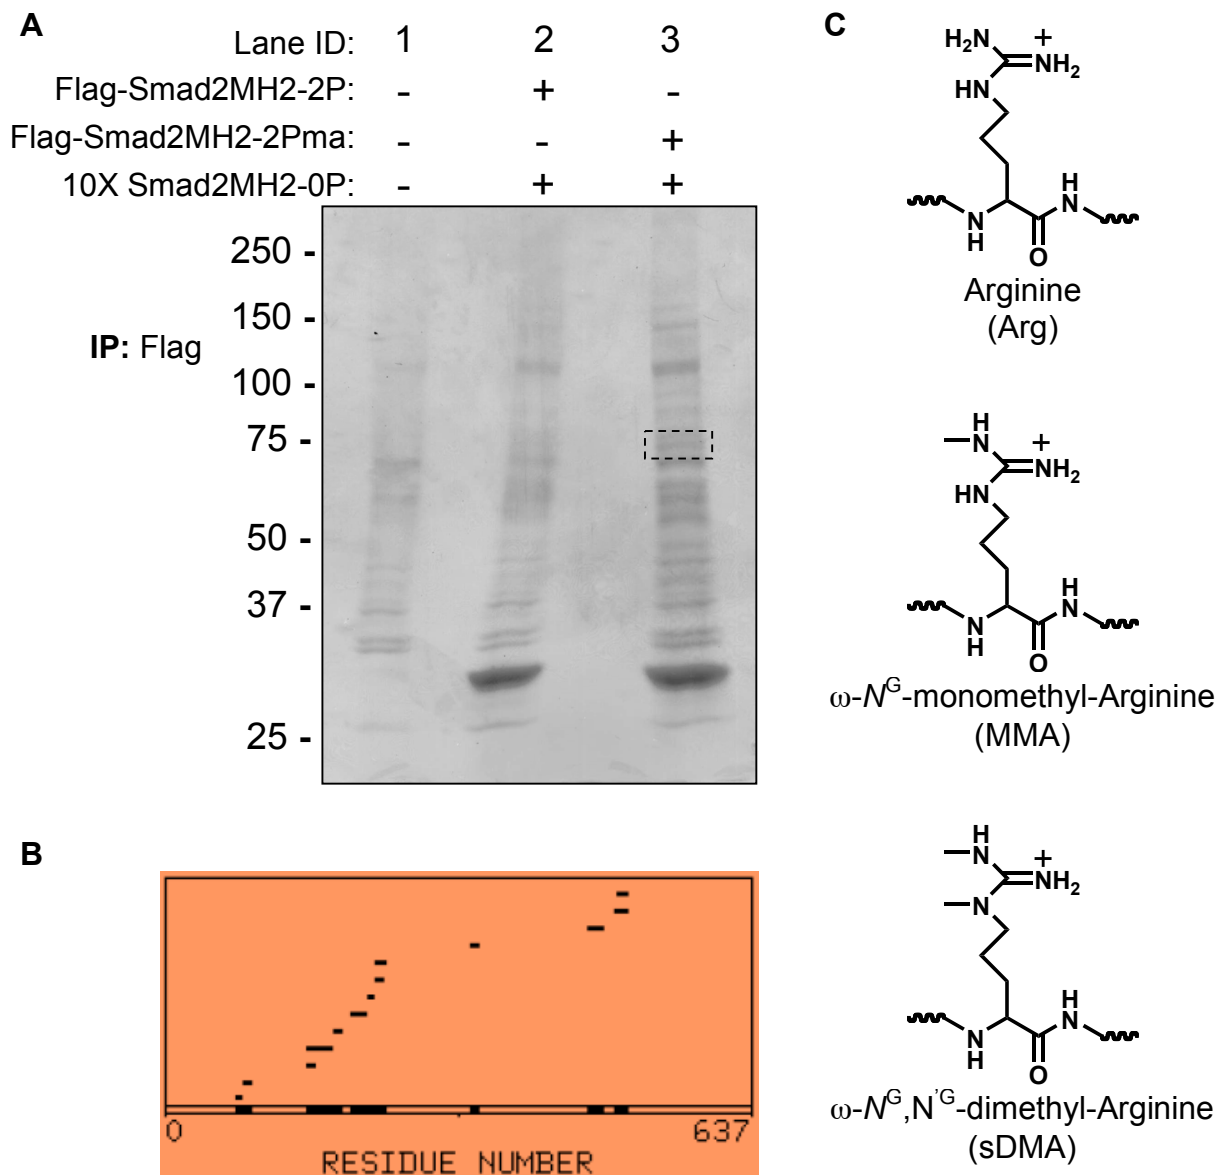 A
Lane ID: 1 2 3
Flag-Smad2MH2-2P: - + -
Flag-Smad2MH2-2Pma: - - +
10X Smad2MH2-0P: - + +
250 -
150 -
IP: Flag
100 -
75 -
50 -
37 -
25 -
B
0 637
RESIDUE NUMBER
C
H2N + NH2
HN
N H
H N
O
Arginine
(Arg)
H N + NH2
HN
N H
H N
O
ω-NG-monomethyl-Arginine
(MMA)
H N + NH2
N
N H
H N
O
ω-NG,N'G-dimethyl-Arginine
(sDMA)